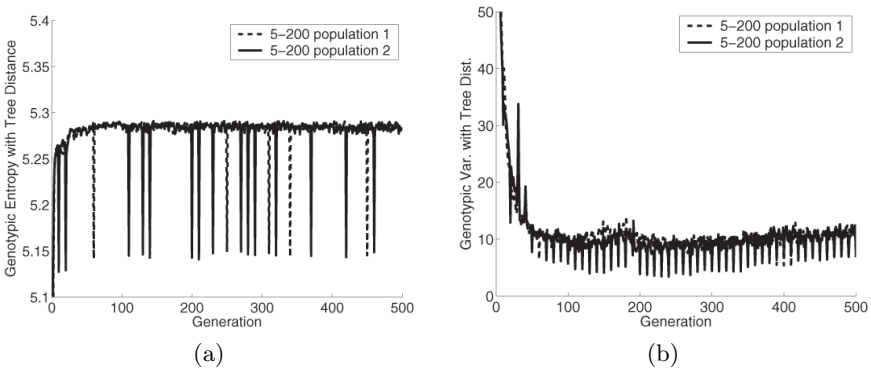 5.4
5.35
5.3
5.25
5.2
5.15
5.1
0
100
200
300
400
500
Generation
Genotypic Entropy with Tree Distance
5−200 population 1
5−200 population 2
(a)
50
40
30
20
10
0
0
100
200
300
400
500
Generation
Genotypic Var. with Tree Dist.
5−200 population 1
5−200 population 2
(b)